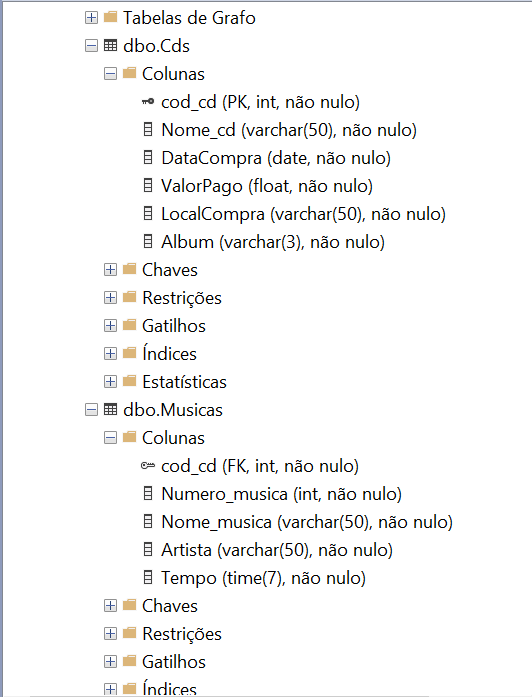 Tabelas de Grafo
dbo.Cds
Colunas
cod_cd (PK, int, não nulo)
Nome_cd (varchar(50), não nulo)
DataCompra (date, não nulo)
ValorPago (float, não nulo)
LocalCompra (varchar(50), não nulo)
Album (varchar(3), não nulo)
Chaves
Restrições
Gatilhos
Índices
Estatísticas
dbo.Musicas
Colunas
cod_cd (FK, int, não nulo)
Numero_musica (int, não nulo)
Nome_musica (varchar(50), não nulo)
Artista (varchar(50), não nulo)
Tempo (time(7), não nulo)
Chaves
Restrições
Gatilhos
Índices